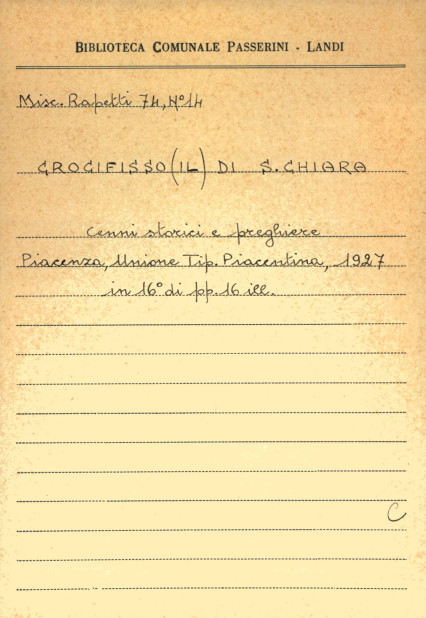 BIBLIOTECA COMUNALE PASSERINI - LANDI
Misc. Rapetti 74, N° 14
CROCIFISSO (IL) DI S. CHIARA
Cenni storici e preghiere
Piacenza, Unione Tip. Piacentina, 1927
in 16° di pp. 16 ill.
C